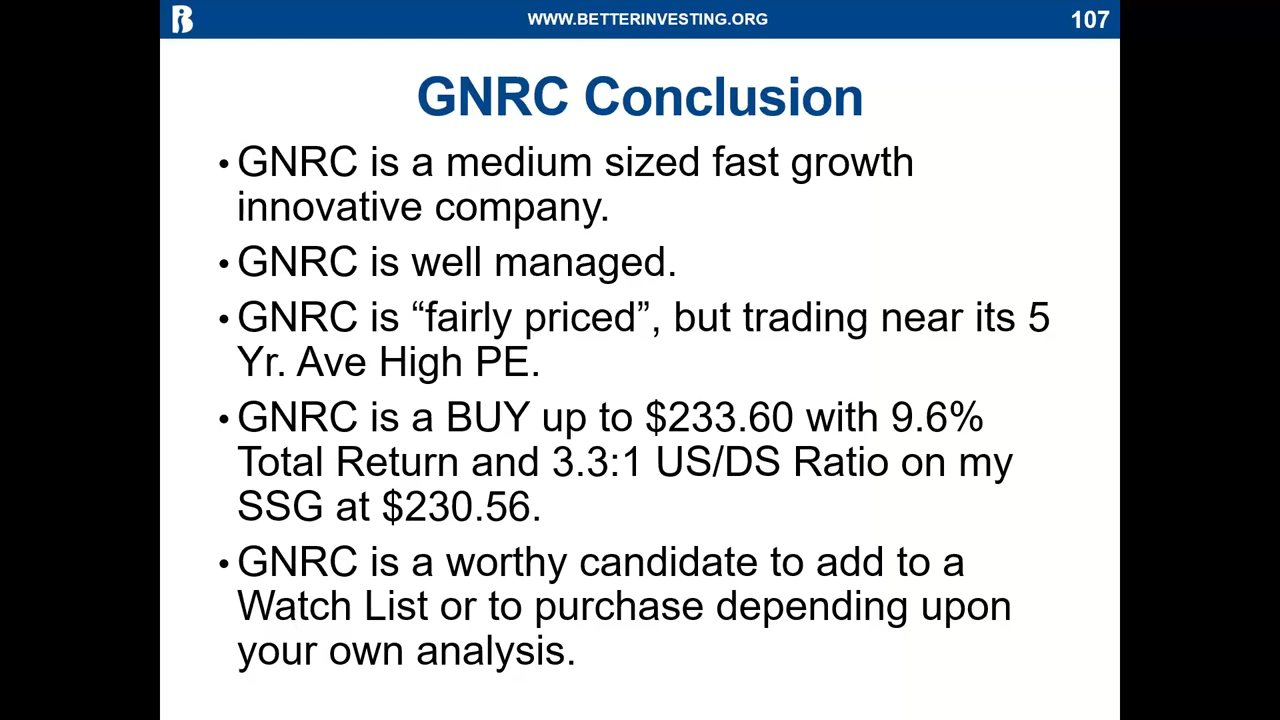 WWW.BETTERINVESTING.ORG
107
GNRC Conclusion
• GNRC is a medium sized fast growth
innovative company.
• GNRC is well managed.
• GNRC is “fairly priced”, but trading near its 5
Yr. Ave High PE.
• GNRC is a BUY up to $233.60 with 9.6%
Total Return and 3.3:1 US/DS Ratio on my
SSG at $230.56.
• GNRC is a worthy candidate to add to a
Watch List or to purchase depending upon
your own analysis.